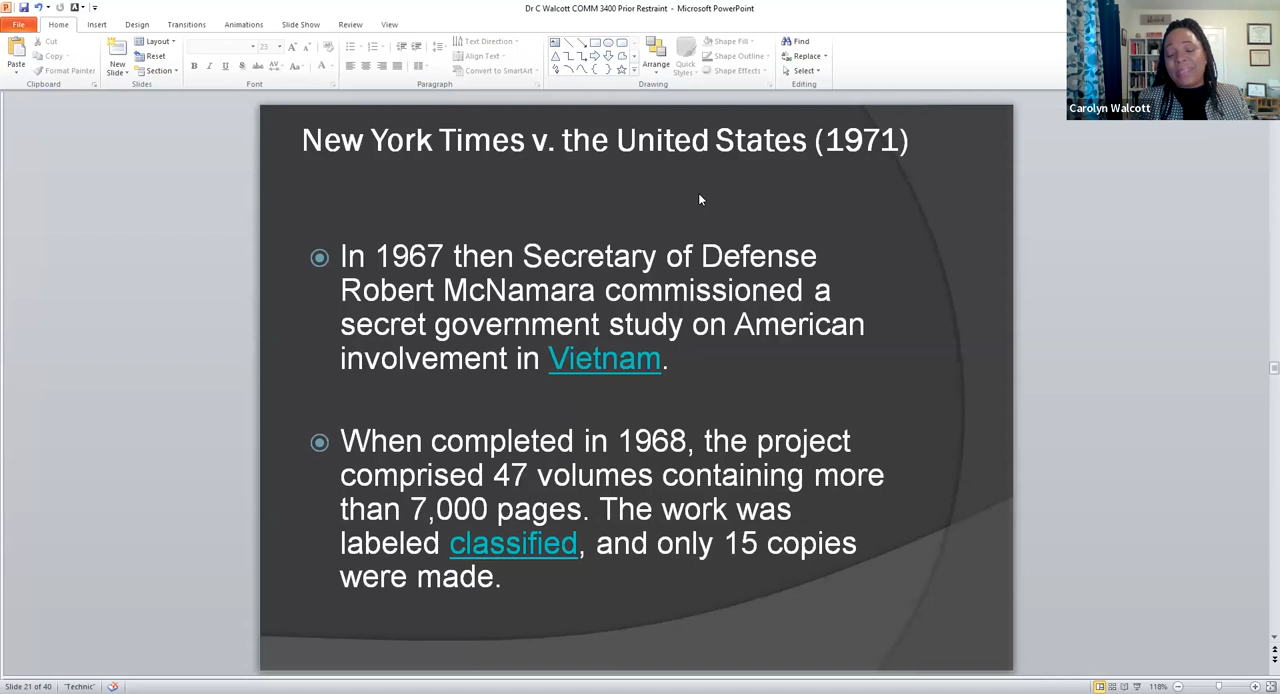 Dr C Walcott COMM 3400 Prior Restraint - Microsoft PowerPoint
File Home Insert Design Transitions Animations Slide Show Review View
Paste
Cut
Copy
Format Painter
Clipboard
New Slide
Layout
Reset
Section
Slides
23
B I U S abc AV Aa A
Font
Text Direction
Align Text
Convert to SmartArt
Paragraph
Arrange
Quick Styles
Shape Fill
Shape Outline
Shape Effects
Drawing
Find
Replace
Select
Editing
Carolyn Walcott
New York Times v. the United States (1971)
In 1967 then Secretary of Defense
Robert McNamara commissioned a
secret government study on American
involvement in Vietnam.
When completed in 1968, the project
comprised 47 volumes containing more
than 7,000 pages. The work was
labeled classified, and only 15 copies
were made.
Slide 21 of 40 "Technic" 118%